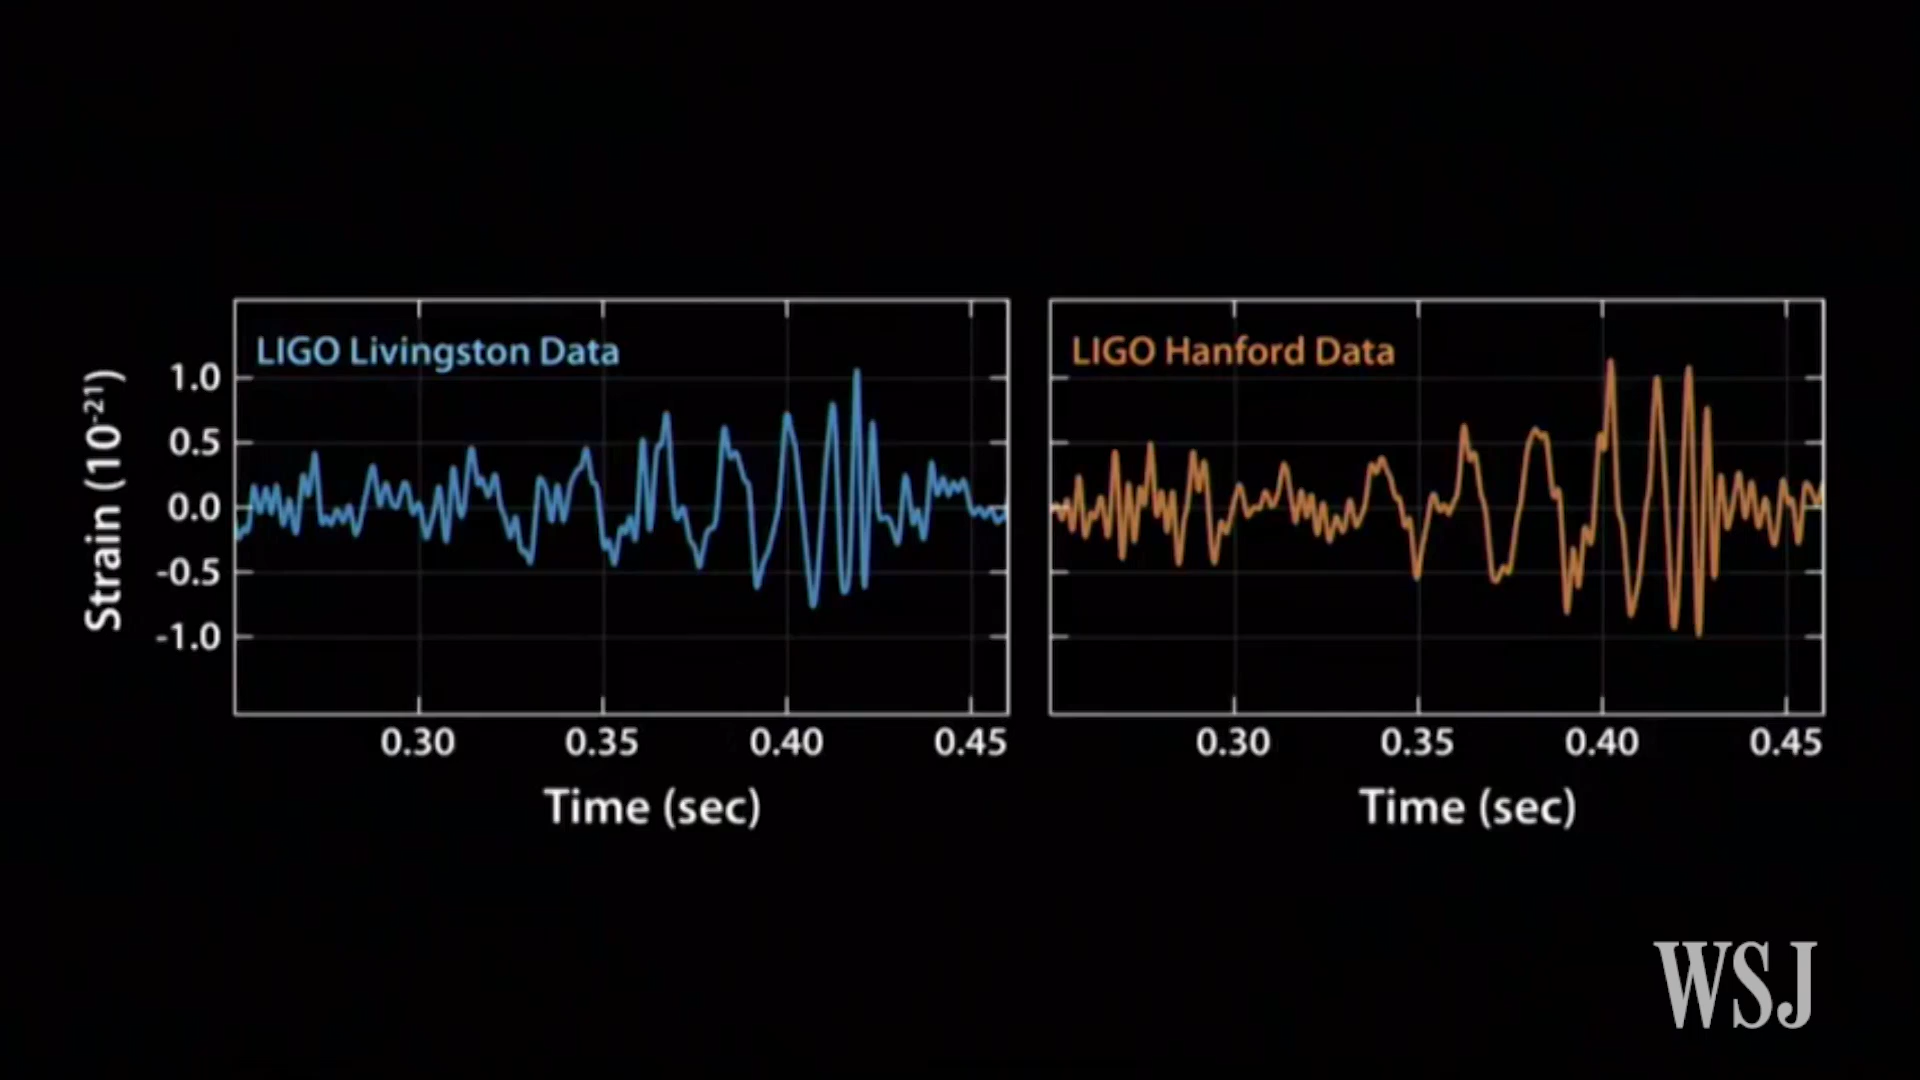 LIGO Livingston Data
LIGO Hanford Data
Strain (10⁻²¹)
1.0
0.5
0.0
-0.5
-1.0
0.30 0.35 0.40 0.45
0.30 0.35 0.40 0.45
Time (sec)
Time (sec)
WSJ